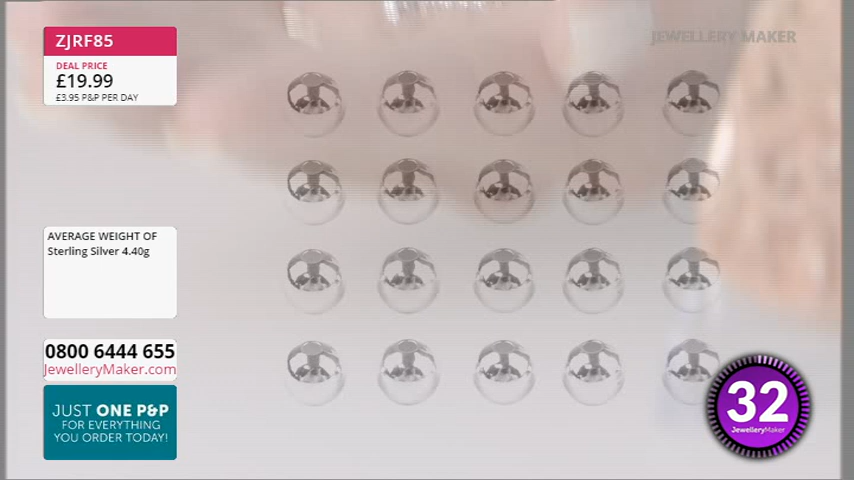 ZJRF85
DEAL PRICE
£19.99
£3.95 P&P PER DAY
JEWELLERY MAKER
AVERAGE WEIGHT OF
Sterling Silver 4.40g
0800 6444 655
JewelleryMaker.com
JUST ONE P&P
FOR EVERYTHING
YOU ORDER TODAY!
32
JewelleryMaker